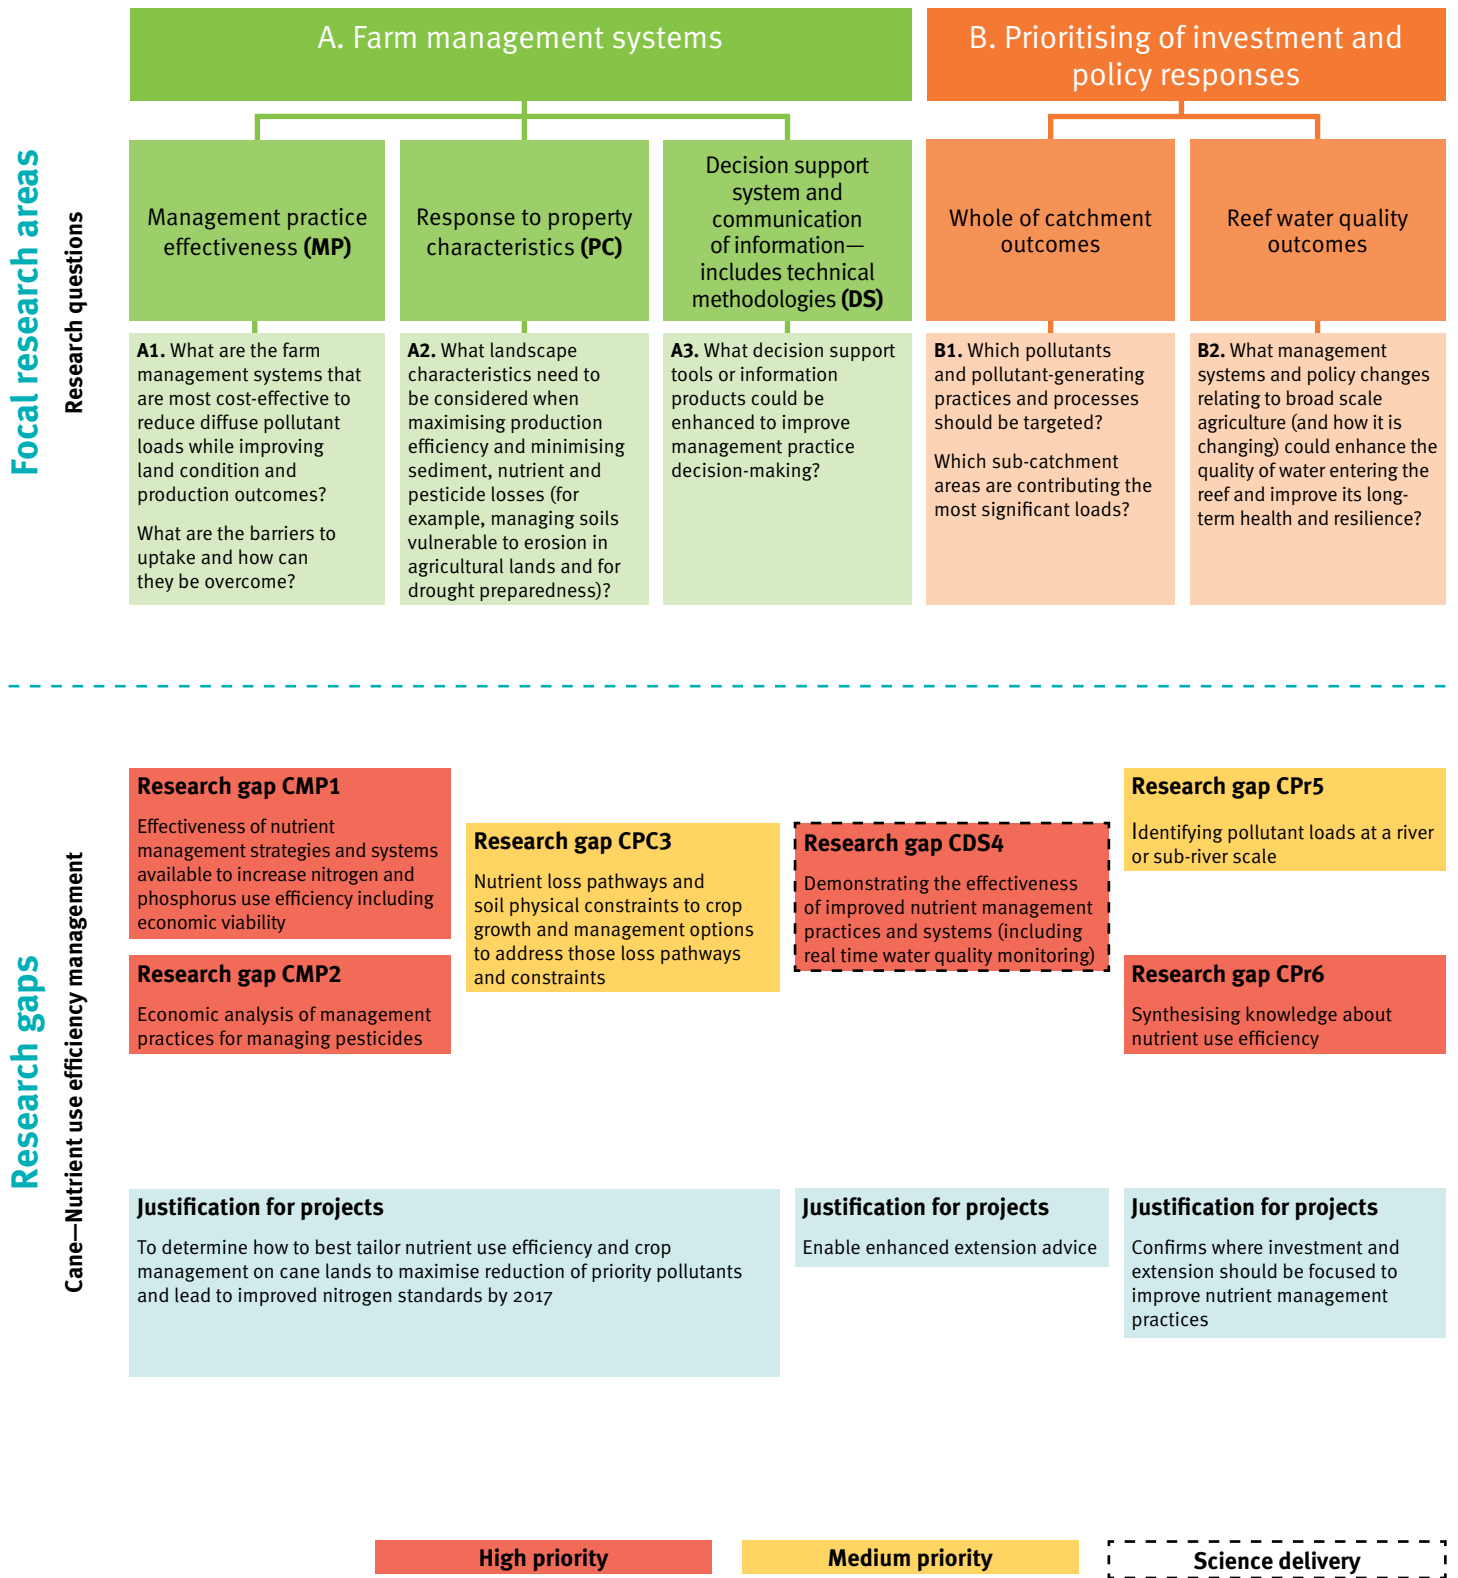 A. Farm management systems
B. Prioritising of investment and
policy responses
Focal research areas
Research questions
Management practice
effectiveness (MP)
Response to property
characteristics (PC)
Decision support
system and
communication
of information—
includes technical
methodologies (DS)
Whole of catchment
outcomes
Reef water quality
outcomes
A1. What are the farm
management systems that
are most cost-effective to
reduce diffuse pollutant
loads while improving
land condition and
production outcomes?
What are the barriers to
uptake and how can
they be overcome?
A2. What landscape
characteristics need to
be considered when
maximising production
efficiency and minimising
sediment, nutrient and
pesticide losses (for
example, managing soils
vulnerable to erosion in
agricultural lands and for
drought preparedness)?
A3. What decision support
tools or information
products could be
enhanced to improve
management practice
decision-making?
B1. Which pollutants
and pollutant-generating
practices and processes
should be targeted?
Which sub-catchment
areas are contributing the
most significant loads?
B2. What management
systems and policy changes
relating to broad scale
agriculture (and how it is
changing) could enhance the
quality of water entering the
reef and improve its long-
term health and resilience?
Research gaps
Cane—Nutrient use efficiency management
Research gap CMP1
Effectiveness of nutrient
management strategies and systems
available to increase nitrogen and
phosphorus use efficiency including
economic viability
Research gap CMP2
Economic analysis of management
practices for managing pesticides
Research gap CPC3
Nutrient loss pathways and
soil physical constraints to crop
growth and management options
to address those loss pathways
and constraints
Research gap CDS4
Demonstrating the effectiveness
of improved nutrient management
practices and systems (including
real time water quality monitoring)
Research gap CPr5
Identifying pollutant loads at a river
or sub-river scale
Research gap CPr6
Synthesising knowledge about
nutrient use efficiency
Justification for projects
To determine how to best tailor nutrient use efficiency and crop
management on cane lands to maximise reduction of priority pollutants
and lead to improved nitrogen standards by 2017
Justification for projects
Enable enhanced extension advice
Justification for projects
Confirms where investment and
extension should be focused to
improve nutrient management
practices
High priority
Medium priority
Science delivery